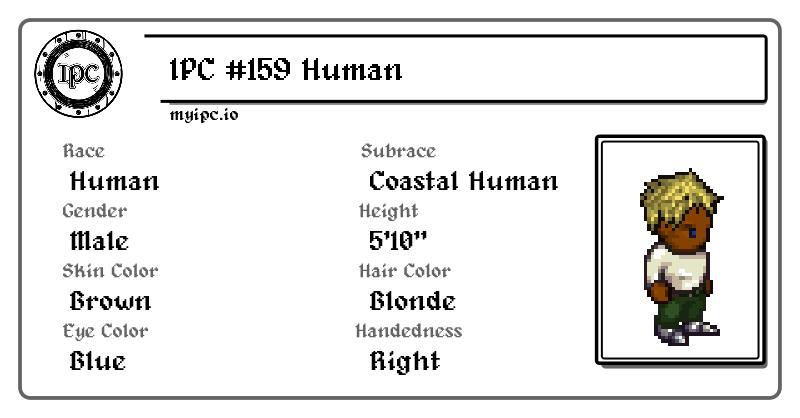 IPC
IPC #159 Human
myipc.io
Race
Human
Subrace
Coastal Human
Gender
Male
Height
5'10"
Skin Color
Brown
Hair Color
Blonde
Eye Color
Blue
Handedness
Right